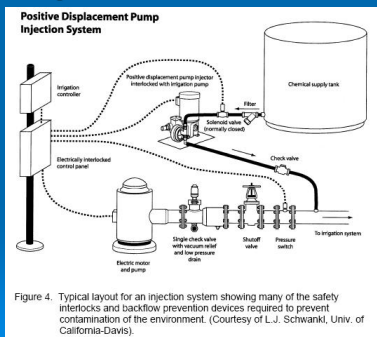 Positive Displacement Pump
Injection System
Positive displacement pump injector
interlocked with irrigation pump
Chemical supply tank
Irrigation
controller
Filter
Solenoid valve
(normally closed)
Check valve
Electrically interlocked
control panel
To irrigation system
Single check valve
with vacuum relief
and low pressure
drain
Shutoff
valve
Pressure
switch
Electric motor
and pump
Figure 4. Typical layout for an injection system showing many of the safety
interlocks and backflow prevention devices required to prevent
contamination of the environment. (Courtesy of L.J. Schwankl, Univ. of
California-Davis).